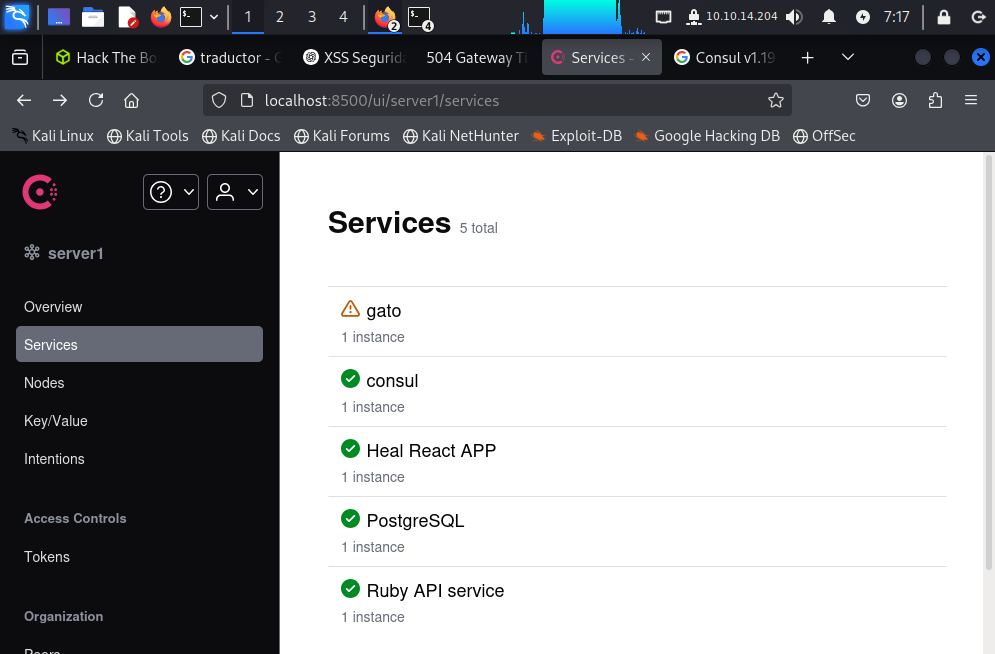 1 2 3 4 2 4 10.10.14.204 7:17
Hack The Bo traductor - G XSS Segurida 504 Gateway Ti Services - Consul v1.19
localhost:8500/ui/server1/services
Kali Linux Kali Tools Kali Docs Kali Forums Kali NetHunter Exploit-DB Google Hacking DB OffSec
server1
Overview
Services
Nodes
Key/Value
Intentions
Access Controls
Tokens
Organization
Peers
Services 5 total
gato
1 instance
consul
1 instance
Heal React APP
1 instance
PostgreSQL
1 instance
Ruby API service
1 instance